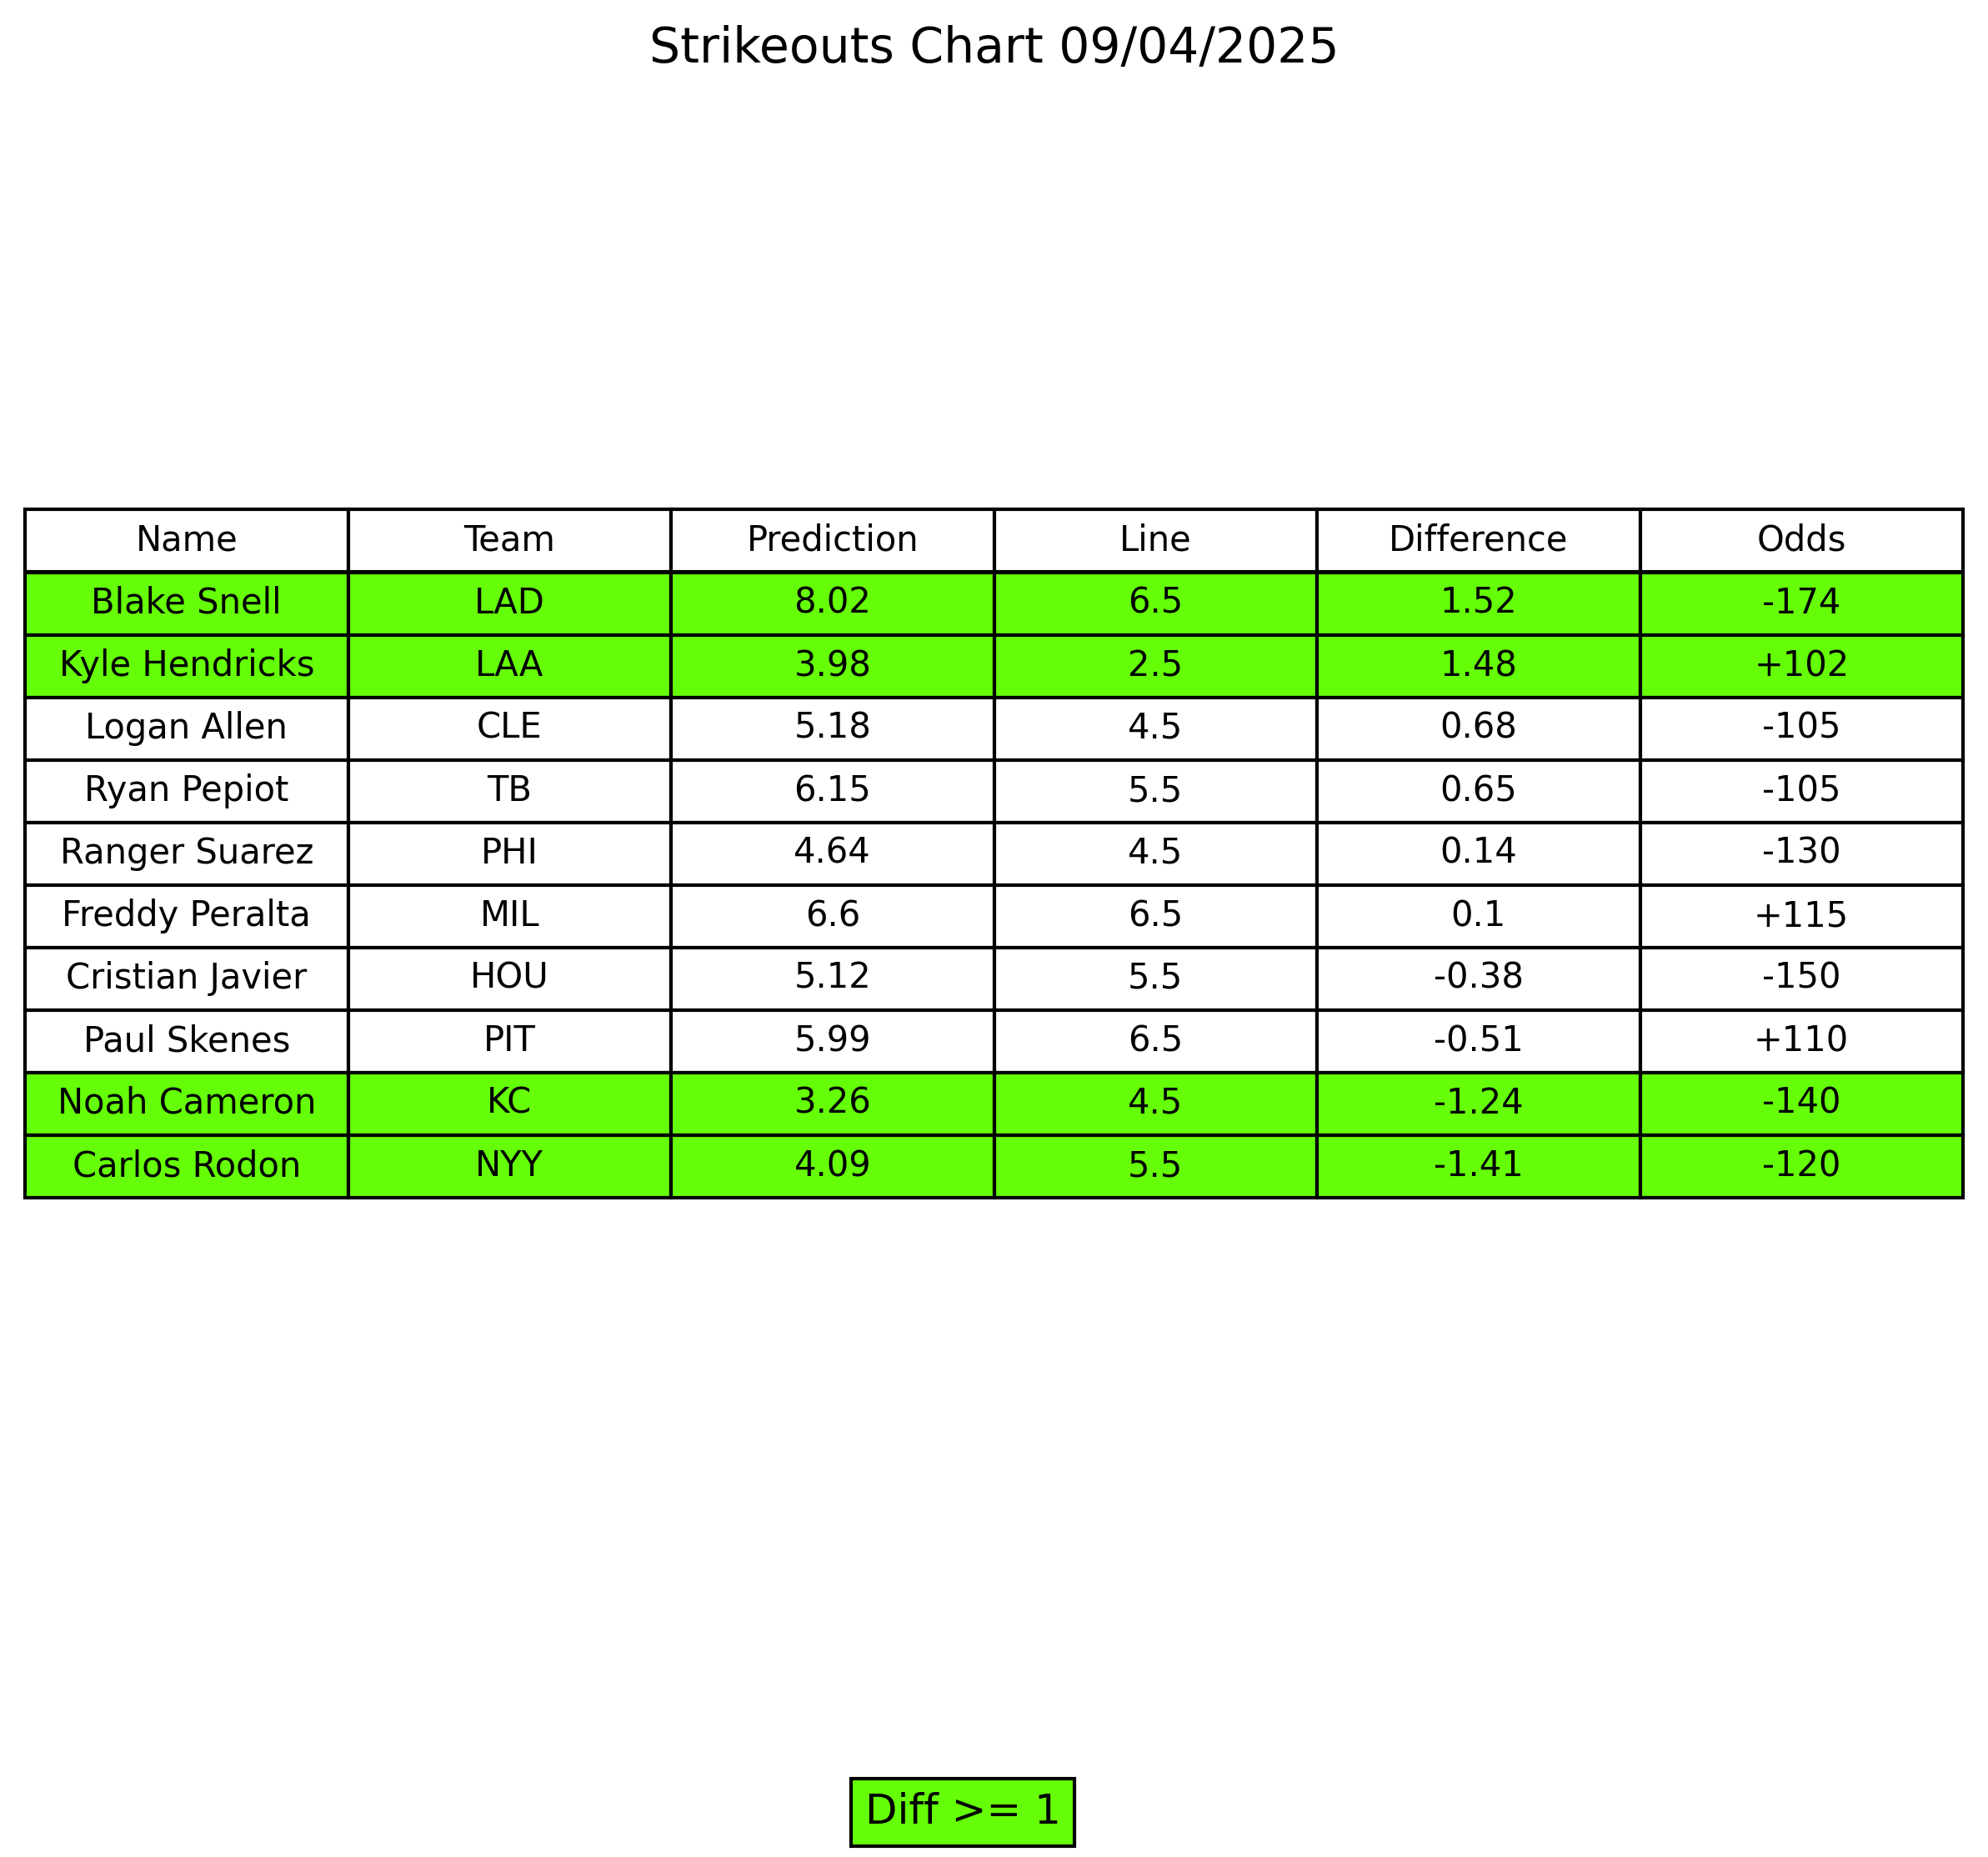 Strikeouts Chart 09/04/2025
Name Team Prediction Line Difference Odds
Blake Snell LAD 8.02 6.5 1.52 -174
Kyle Hendricks LAA 3.98 2.5 1.48 +102
Logan Allen CLE 5.18 4.5 0.68 -105
Ryan Pepiot TB 6.15 5.5 0.65 -105
Ranger Suarez PHI 4.64 4.5 0.14 -130
Freddy Peralta MIL 6.6 6.5 0.1 +115
Cristian Javier HOU 5.12 5.5 -0.38 -150
Paul Skenes PIT 5.99 6.5 -0.51 +110
Noah Cameron KC 3.26 4.5 -1.24 -140
Carlos Rodon NYY 4.09 5.5 -1.41 -120
Diff >= 1